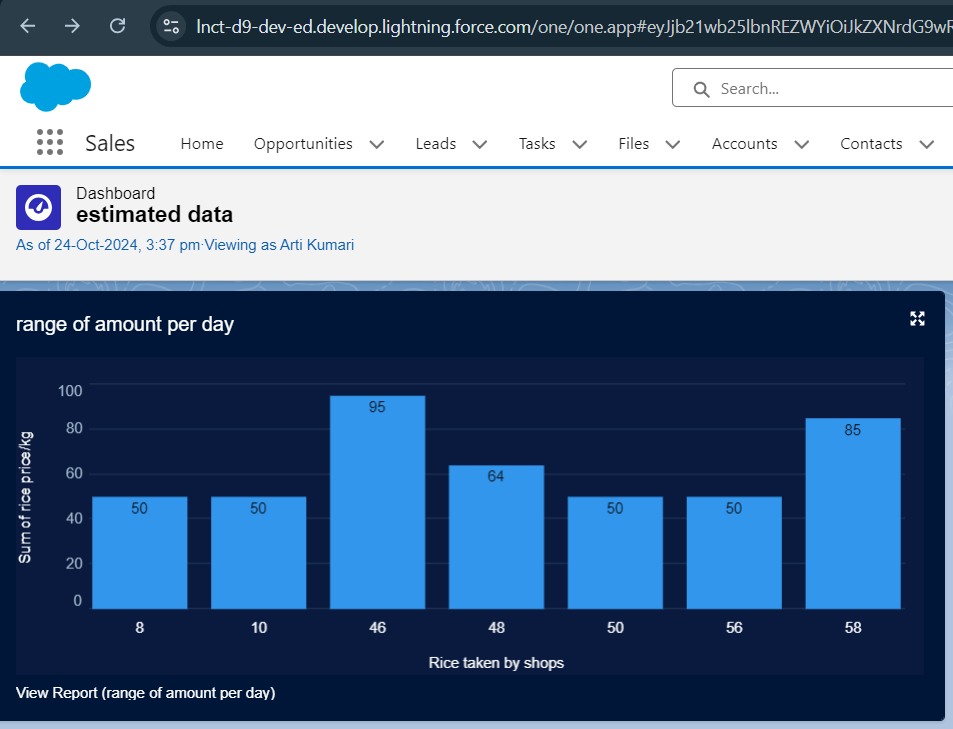 lnct-d9-dev-ed.develop.lightning.force.com/one/one.app#eyJjb21wb25lbnREZWYiOiJkZXNrdG9wR
Search...
Sales Home Opportunities Leads Tasks Files Accounts Contacts
Dashboard
estimated data
As of 24-Oct-2024, 3:37 pm·Viewing as Arti Kumari
range of amount per day
Sum of rice price/kg
100
80
60
40
20
0
50 50 95 64 50 50 85
8 10 46 48 50 56 58
Rice taken by shops
View Report (range of amount per day)